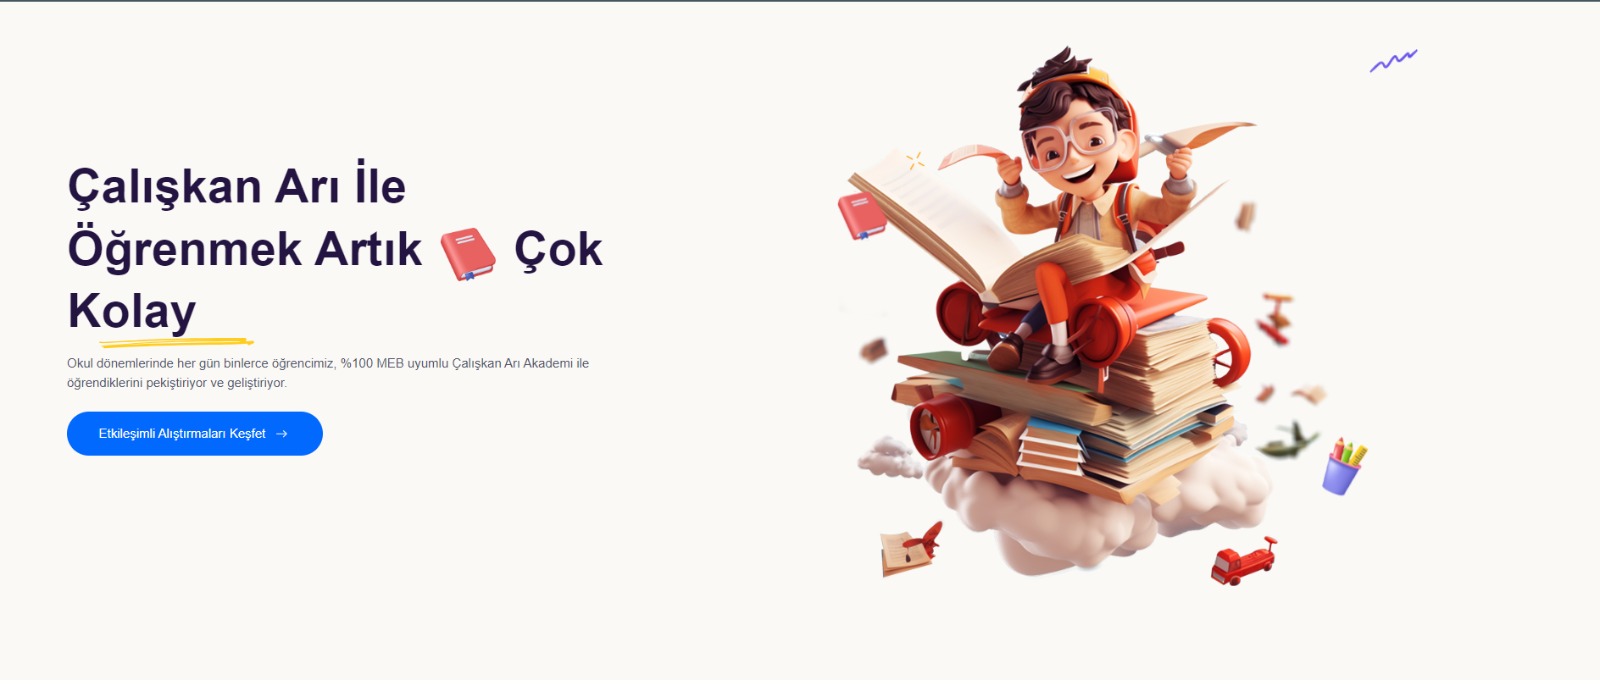 Çalışkan Arı İle
Öğrenmek Artık Çok
Kolay
Okul dönemlerinde her gün binlerce öğrencimiz, %100 MEB uyumlu Çalışkan Arı Akademi ile
öğrendiklerini pekiştiriyor ve geliştiriyor.
Etkileşimli Alıştırmaları Keşfet →